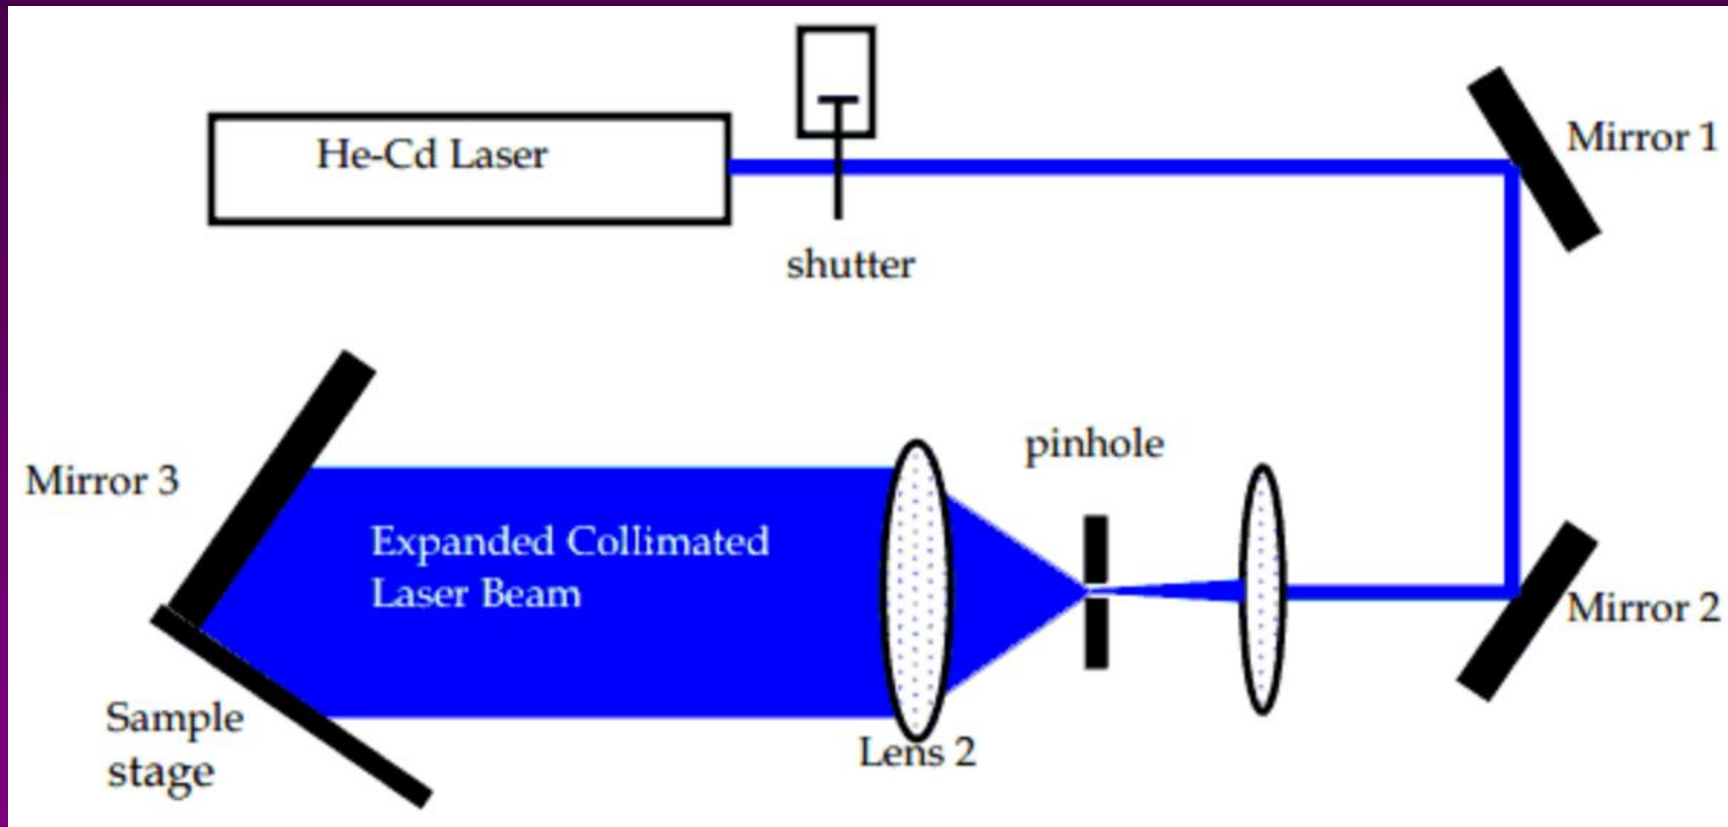 He-Cd Laser
Mirror 1
shutter
pinhole
Mirror 3
Expanded Collimated
Laser Beam
Mirror 2
Sample
stage
Lens 2